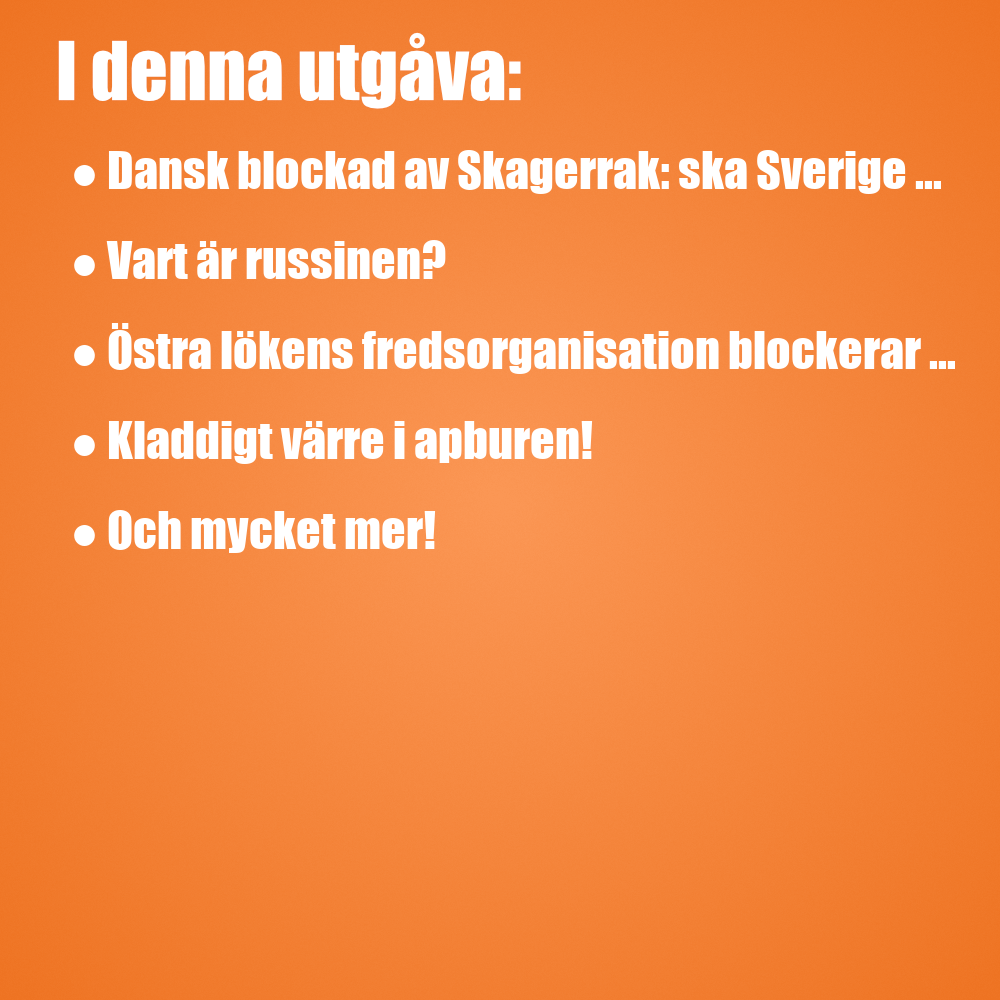 I denna utgåva:
● Dansk blockad av Skagerrak: ska Sverige ...
● Vart är russinen?
● Östra lökens fredsorganisation blockerar ...
● Kladdigt värre i apburen!
● Och mycket mer!